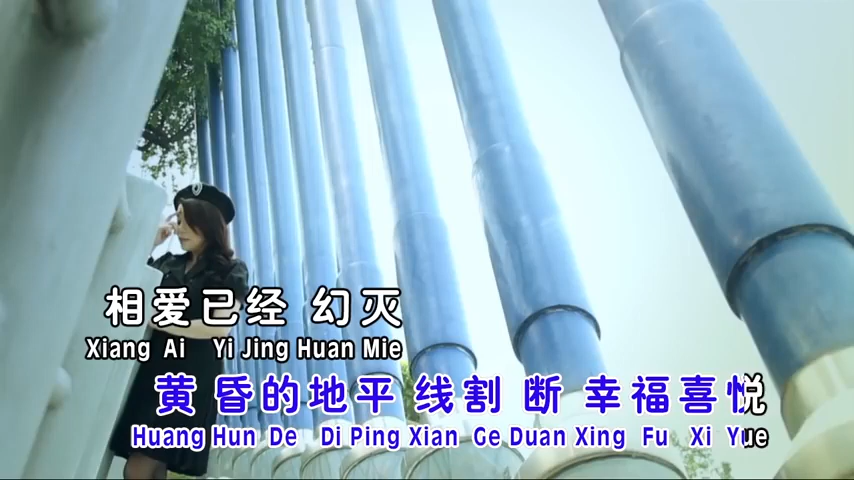 相爱已经 幻灭
Xiang Ai Yi Jing Huan Mie
黄 昏的地平 线割 断 幸福喜悦
Huang Hun De Di Ping Xian Ge Duan Xing Fu Xi Yue